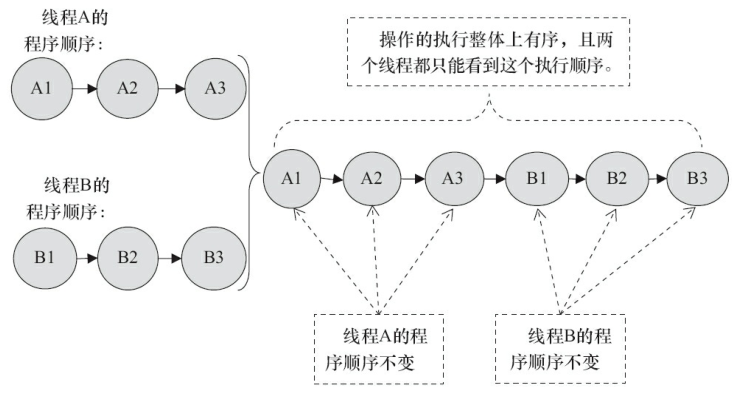 线程A的
程序顺序：
A1 A2 A3
线程B的
程序顺序：
B1 B2 B3
操作的执行整体上有序，且两
个线程都只能看到这个执行顺序。
A1 A2 A3 B1 B2 B3
线程A的程
序顺序不变
线程B的程
序顺序不变